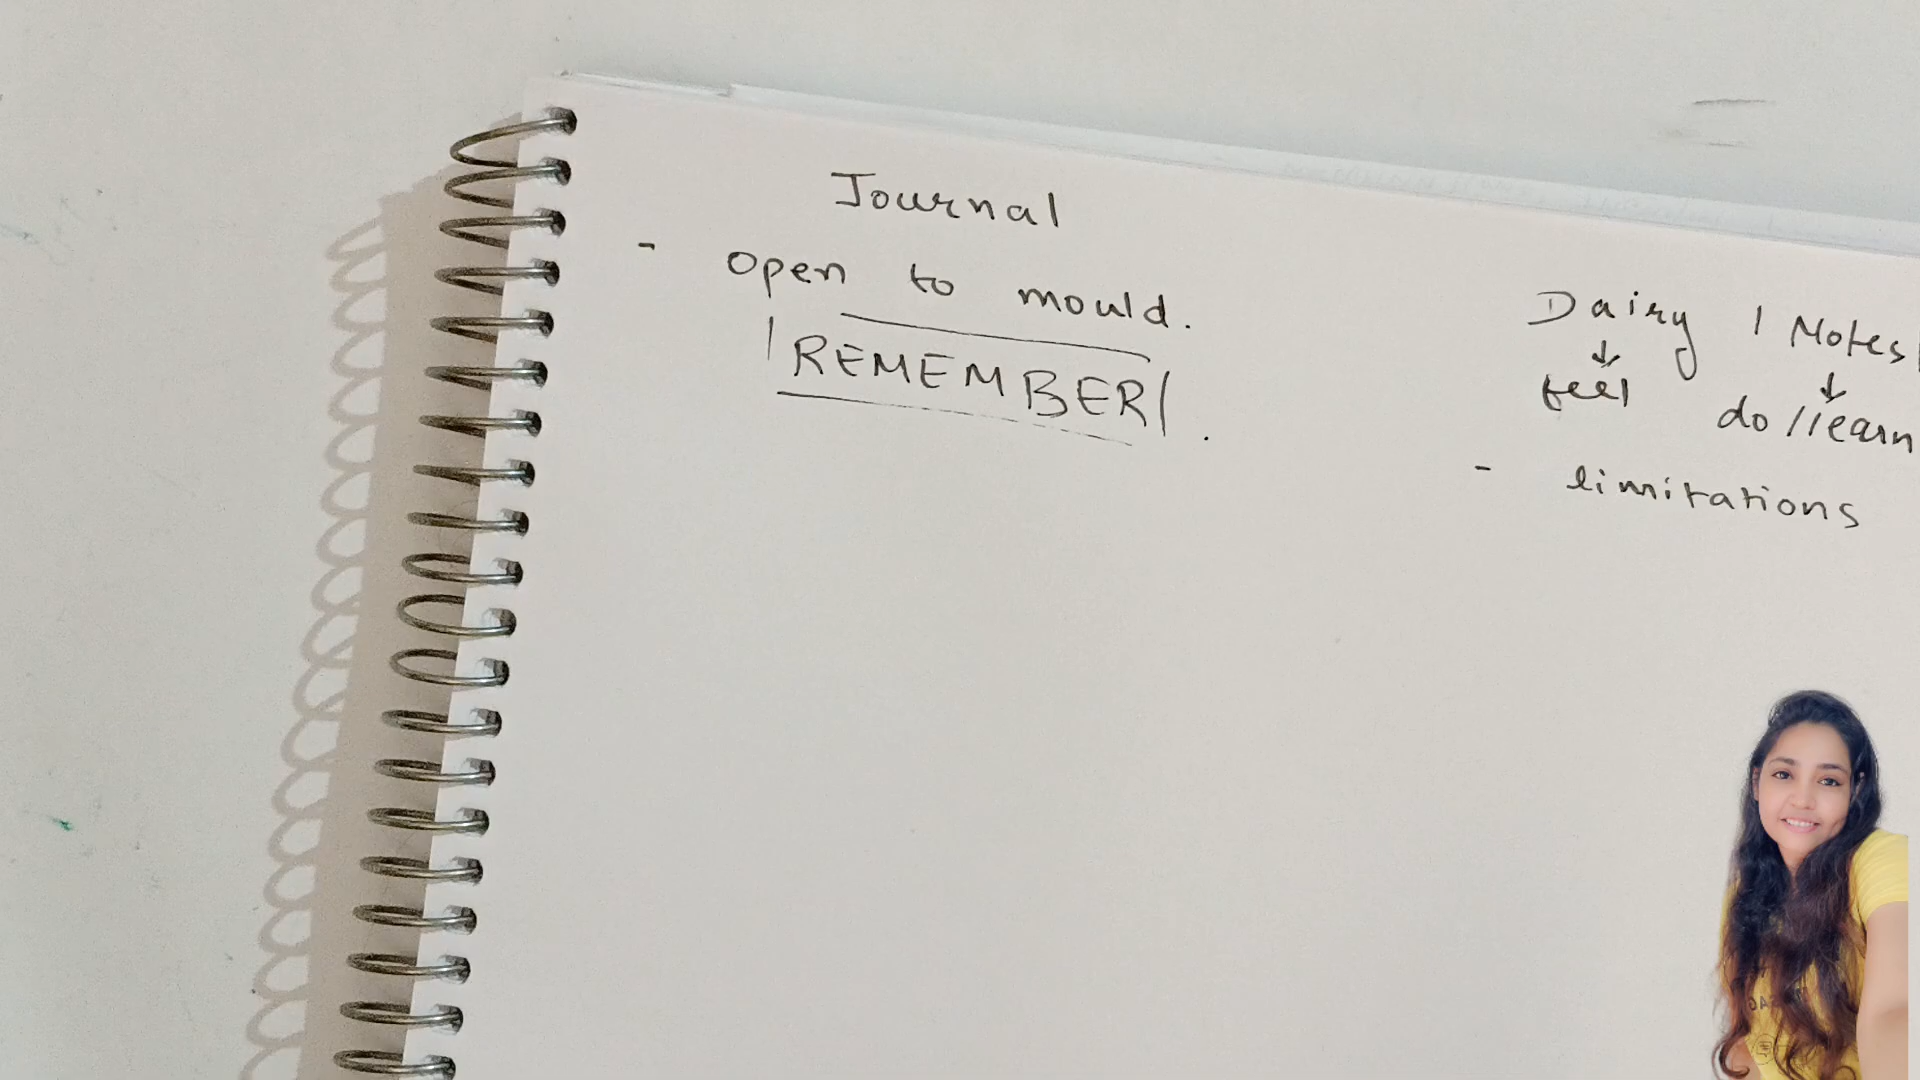 Journal
- open to mould.
|REMEMBER|.
Dairy / Notes
↓ ↓
feel do / learn
- limitations